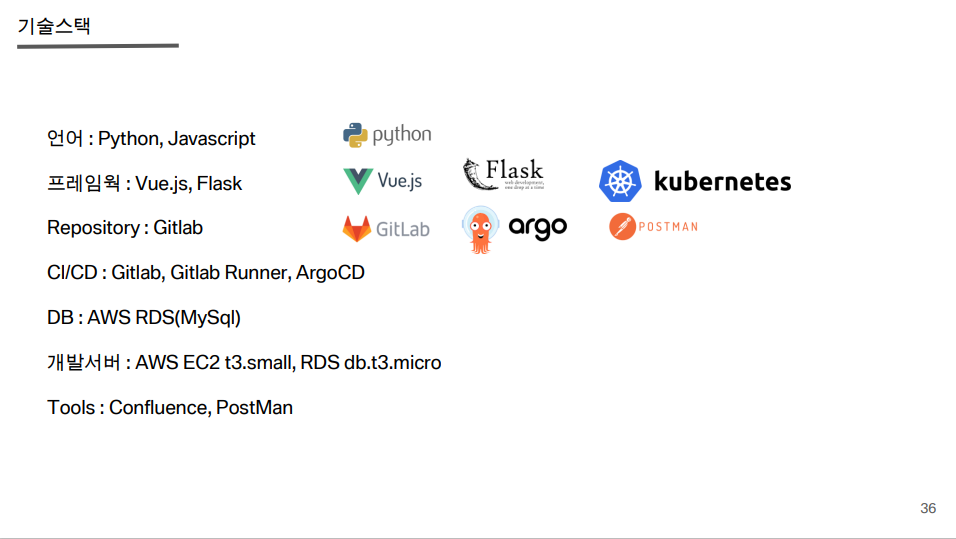 기술스택
언어 : Python, Javascript
python
프레임웍 : Vue.js, Flask
Vue.js
Flask
web development,
one drop at a time
kubernetes
Repository : Gitlab
GitLab
argo
POSTMAN
CI/CD : Gitlab, Gitlab Runner, ArgoCD
DB : AWS RDS(MySql)
개발서버 : AWS EC2 t3.small, RDS db.t3.micro
Tools : Confluence, PostMan
36